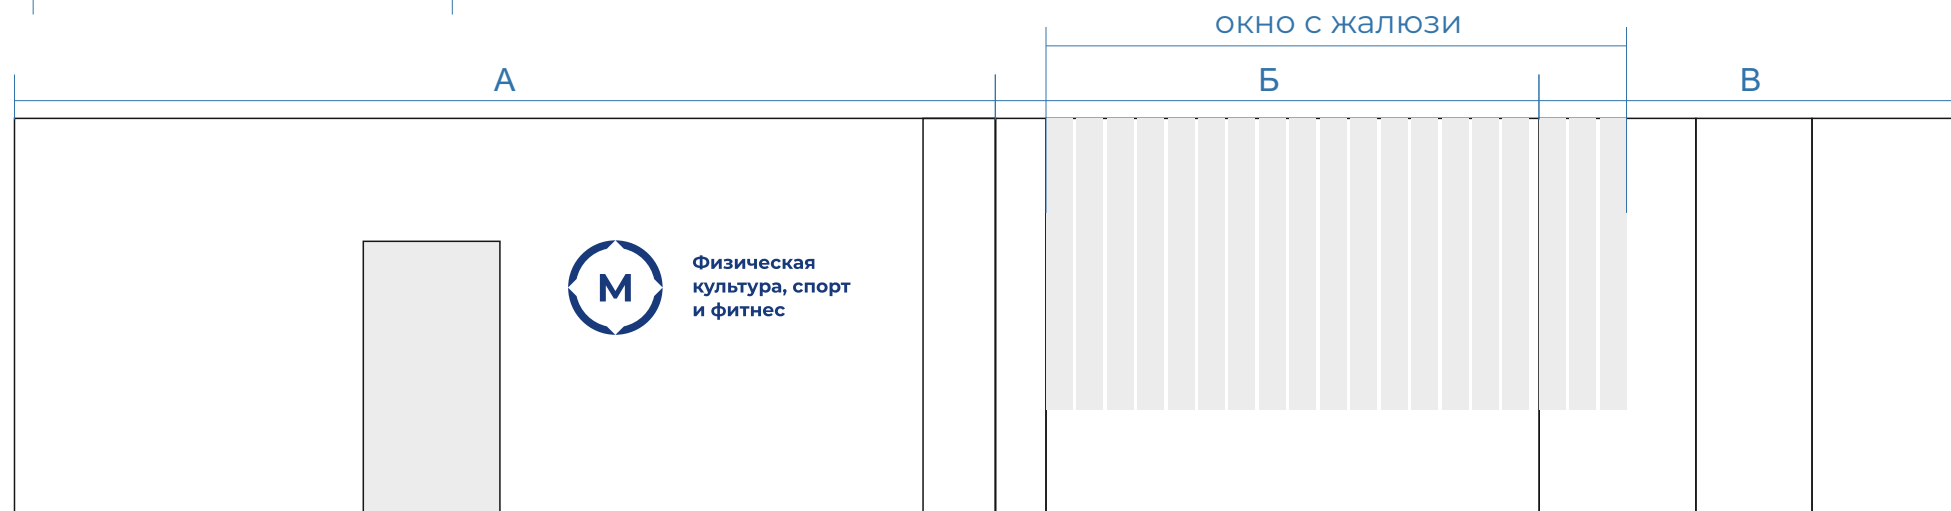 окно с жалюзи
А
Б
В
М
Физическая
культура, спорт
и фитнес